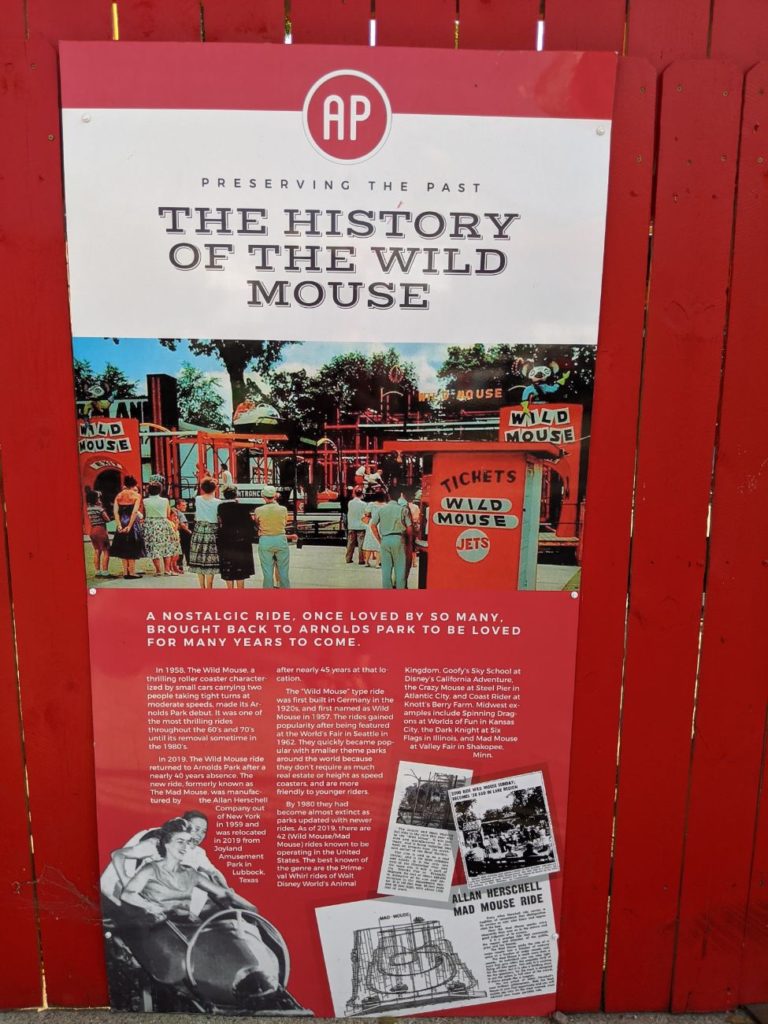 AP
PRESERVING THE PAST
THE HISTORY
OF THE WILD
MOUSE
WILD
MOUSE
ENTRANCE
WILD MOUSE
WILD
MOUSE
TICKETS
WILD
MOUSE
JETS
A NOSTALGIC RIDE, ONCE LOVED BY SO MANY,
BROUGHT BACK TO ARNOLDS PARK TO BE LOVED
FOR MANY YEARS TO COME.
In 1958, The Wild Mouse, a
thrilling roller coaster character-
ized by small cars carrying two
people taking tight turns at
moderate speeds, made its Ar-
nolds Park debut. It was one of
the most thrilling rides
throughout the 60's and 70's
until its removal sometime in
the 1980's.
In 2019, The Wild Mouse ride
returned to Arnolds Park after a
nearly 40 years absence. The
new ride, formerly known as
The Mad Mouse, was manufac-
tured by the Allan Herschell
Company out
of New York
in 1959 and
was relocated
in 2019 from
Joyland
Amusement
Park in
Lubbock,
Texas
after nearly 45 years at that lo-
cation.
The "Wild Mouse" type ride
was first built in Germany in the
1920s, and first named as Wild
Mouse in 1957. The rides gained
popularity after being featured
at the World's Fair in Seattle in
1962. They quickly became pop-
ular with smaller theme parks
around the world because
they don't require as much
real estate or height as speed
coasters, and are more
friendly to younger riders.
By 1980 they had
become almost extinct as
parks updated with newer
rides. As of 2019, there are
42 (Wild Mouse/Mad
Mouse) rides known to be
operating in the United
States. The best known of
the genre are the Prime-
val Whirl rides of Walt
Disney World's Animal
Kingdom, Goofy's Sky School at
Disney's California Adventure,
the Crazy Mouse at Steel Pier in
Atlantic City, and Coast Rider at
Knott's Berry Farm. Midwest ex-
amples include Spinning Drag-
ons at Worlds of Fun in Kansas
City, the Dark Knight at Six
Flags in Illinois, and Mad Mouse
at Valley Fair in Shakopee,
Minn.
ALLAN HERSCHELL
MAD MOUSE RIDE
MAD MOUSE